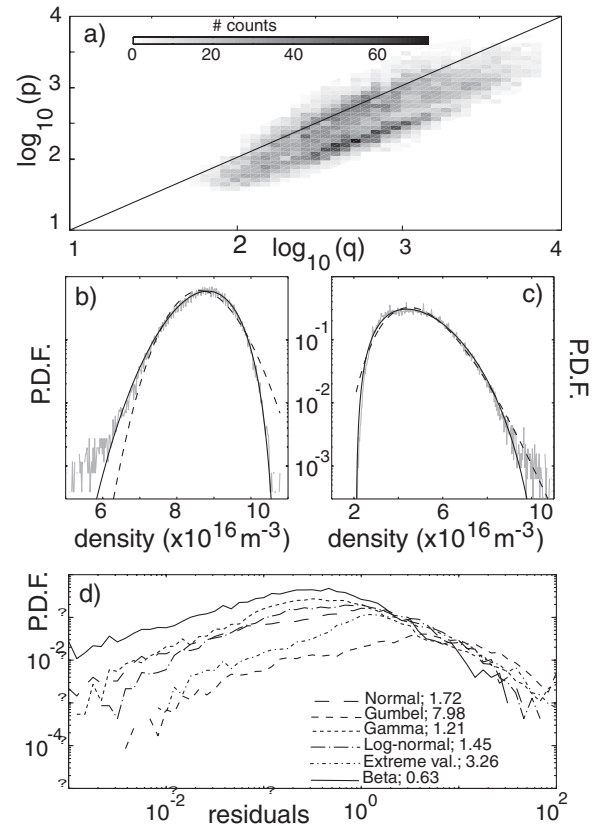 a)
# counts
0 20 40 60
log10(p)
4
3
2
1
1 2 3 4
log10(q)
b)
P.D.F.
6 8 10
density (x10^16 m^-3)
c)
P.D.F.
10^-1
10^-2
10^-3
2 6 10
density (x10^16 m^-3)
d)
P.D.F.
?
10^-2
?
?
10^-4
?
?
Normal; 1.72
Gumbel; 7.98
Gamma; 1.21
Log-normal; 1.45
Extreme val.; 3.26
Beta; 0.63
? ?
10^-2 10^0 10^2
residuals